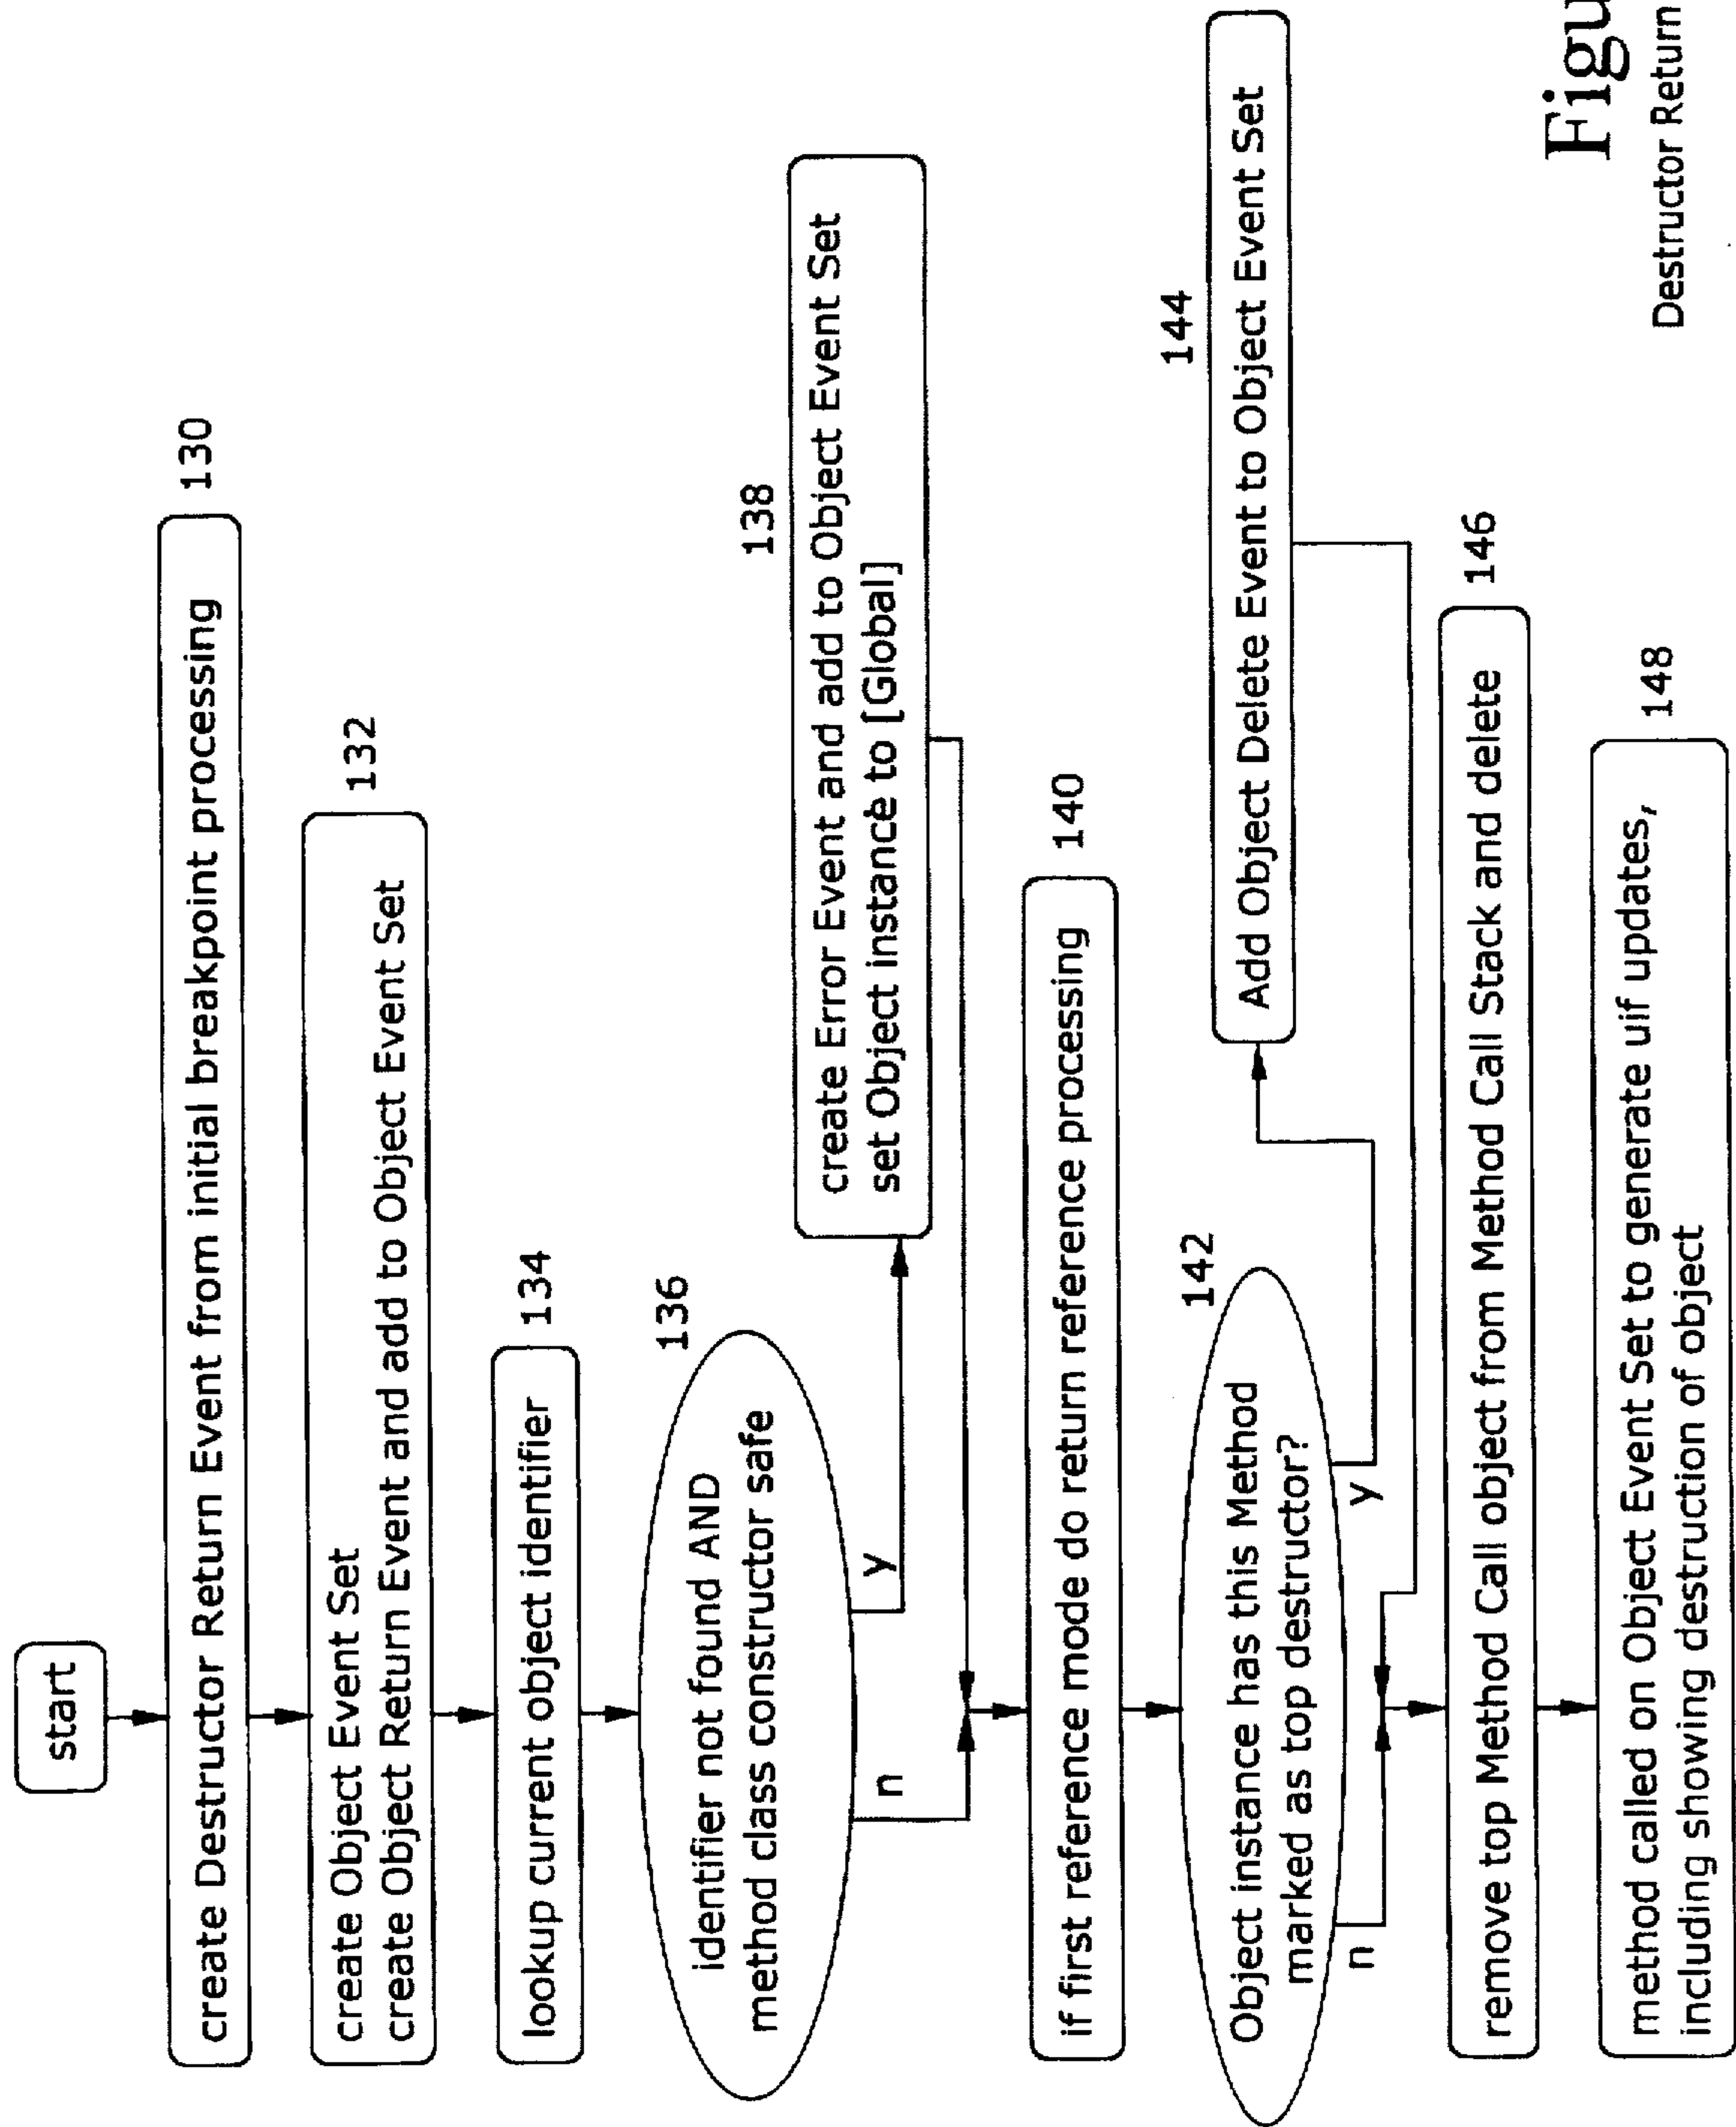 start
create Destructor Return Event from initial breakpoint processing
130
create Object Event Set
create Object Return Event and add to Object Event Set
132
lookup current object identifier
134
136
identifier not found AND
method class constructor safe
y
n
138
create Error Event and add to Object Event Set
set Object instance to [Global]
if first reference mode do return reference processing
140
142
Object instance has this Method
marked as top destructor?
y
n
144
Add Object Delete Event to Object Event Set
remove top Method Call object from Method Call Stack and delete
146
method called on Object Event Set to generate uif updates,
including showing destruction of object
148
Destructor Return